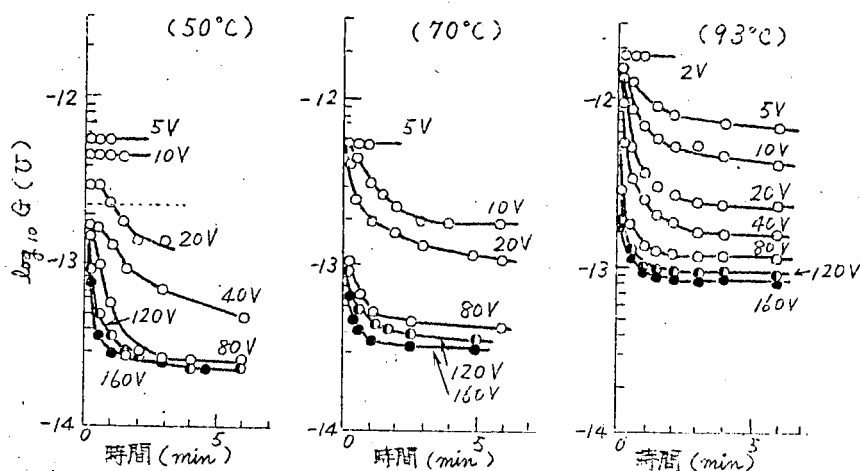 (50°C)
(70°C)
(93°C)
log₁₀ G (℧)
-12
-13
-14
5V
10V
20V
40V
120V
80V
160V
0
5
時間 (min)
-12
-13
-14
5V
10V
20V
80V
120V
160V
0
5
時間 (min)
-12
-13
-14
2V
5V
10V
20V
40V
80V
120V
160V
0
5
時間 (min)